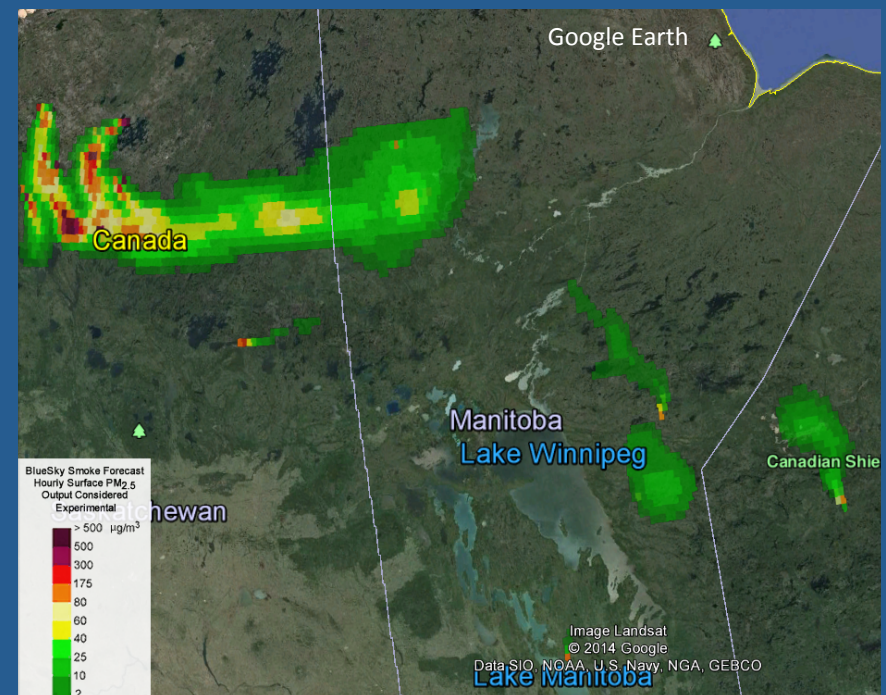 Google Earth
Canada
Manitoba
Lake Winnipeg
Canadian Shie
Saskatchewan
BlueSky Smoke Forecast
Hourly Surface PM2.5
Output Considered
Experimental
> 500 µg/m³
500
300
175
80
60
40
25
10
2
Image Landsat
© 2014 Google
Data SIO, NOAA, U.S. Navy, NGA, GEBCO
Lake Manitoba